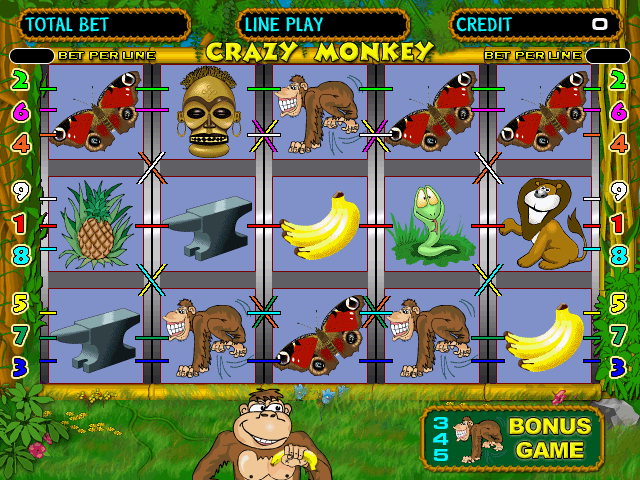 TOTAL BET
LINE PLAY
CREDIT 0
BET PER LINE
CRAZY MONKEY
BET PER LINE
2 2
6 6
4 4
9 9
1 1
8 8
5 5
7 7
3 3
3
4
5
BONUS
GAME